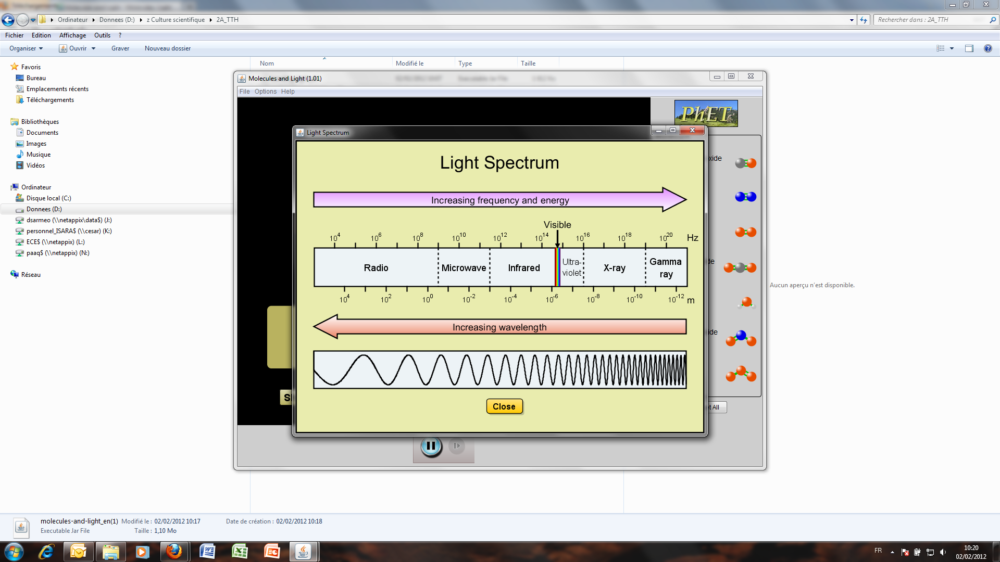 Ordinateur Donnees (D:) z Culture scientifique 2A_TTH
Rechercher dans : 2A_TTH
Fichier Edition Affichage Outils ?
Organiser Ouvrir Graver Nouveau dossier
Nom Modifié le Type Taille
Favoris
Bureau
Emplacements récents
Téléchargements
Bibliothèques
Documents
Images
Musique
Vidéos
Ordinateur
Disque local (C:)
Donnees (D:)
dsarmeo (\\netappix\data$) (J:)
personnel_ISARA$ (\\cesar) (K:)
ECE$ (\\netappix) (L:)
paaq$ (\\netappix) (N:)
Réseau
Molecules and Light (1.01)
File Options Help
PhET
Light Spectrum
Light Spectrum
Increasing frequency and energy
Visible
10^4 10^6 10^8 10^10 10^12 10^14 10^16 10^18 10^20 Hz
Radio Microwave Infrared Ultra-violet X-ray Gamma ray
10^4 10^2 10^0 10^-2 10^-4 10^-6 10^-8 10^-10 10^-12 m
Increasing wavelength
Close
Aucun aperçu n'est disponible.
molecules-and-light_en(1) Modifié le : 02/02/2012 10:17 Date de création : 02/02/2012 10:18
Executable Jar File Taille : 1,10 Mo
FR
10:20
02/02/2012